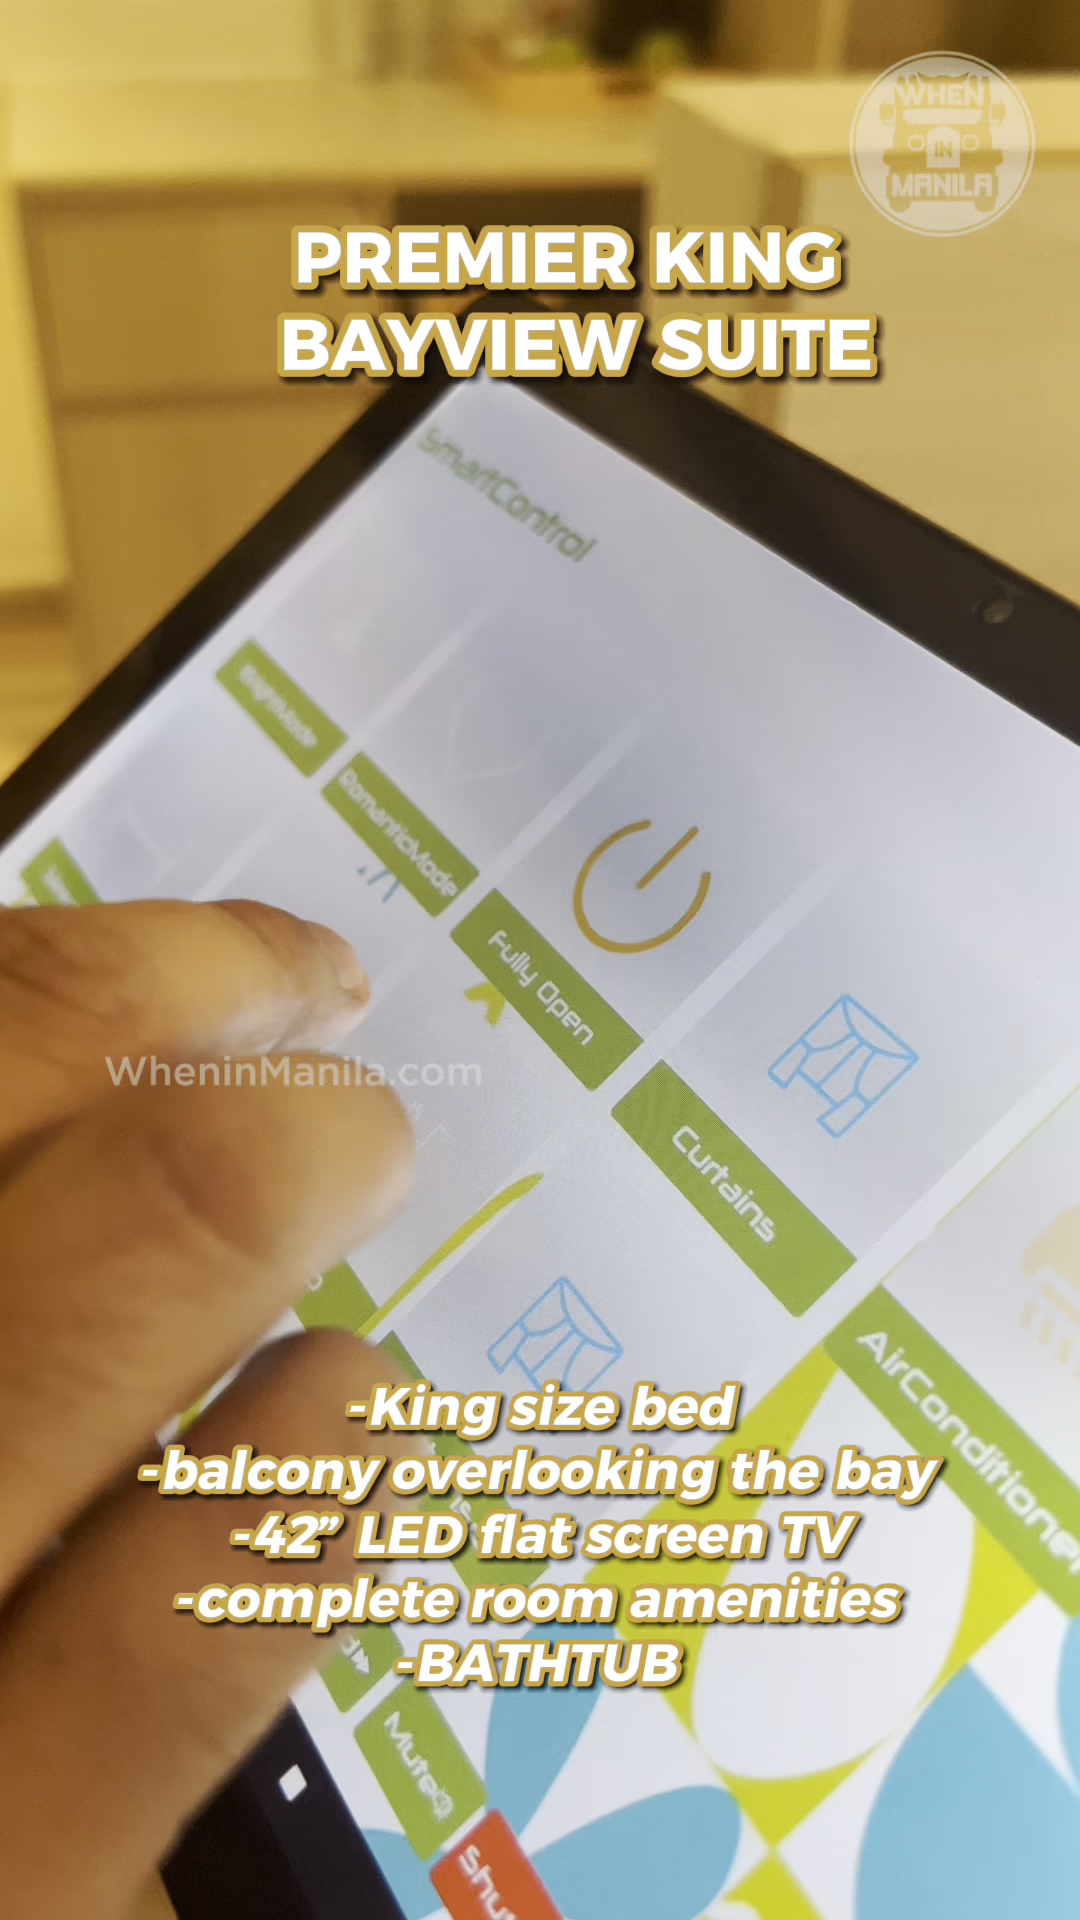 WHEN
IN
MANILA
PREMIER KING
BAYVIEW SUITE
SmartControl
BrightMode
RomanticMode
Fully Open
Curtains
AirConditioner
WheninManila.com
-King size bed
-balcony overlooking the bay
-42” LED flat screen TV
-complete room amenities
-BATHTUB
Mute